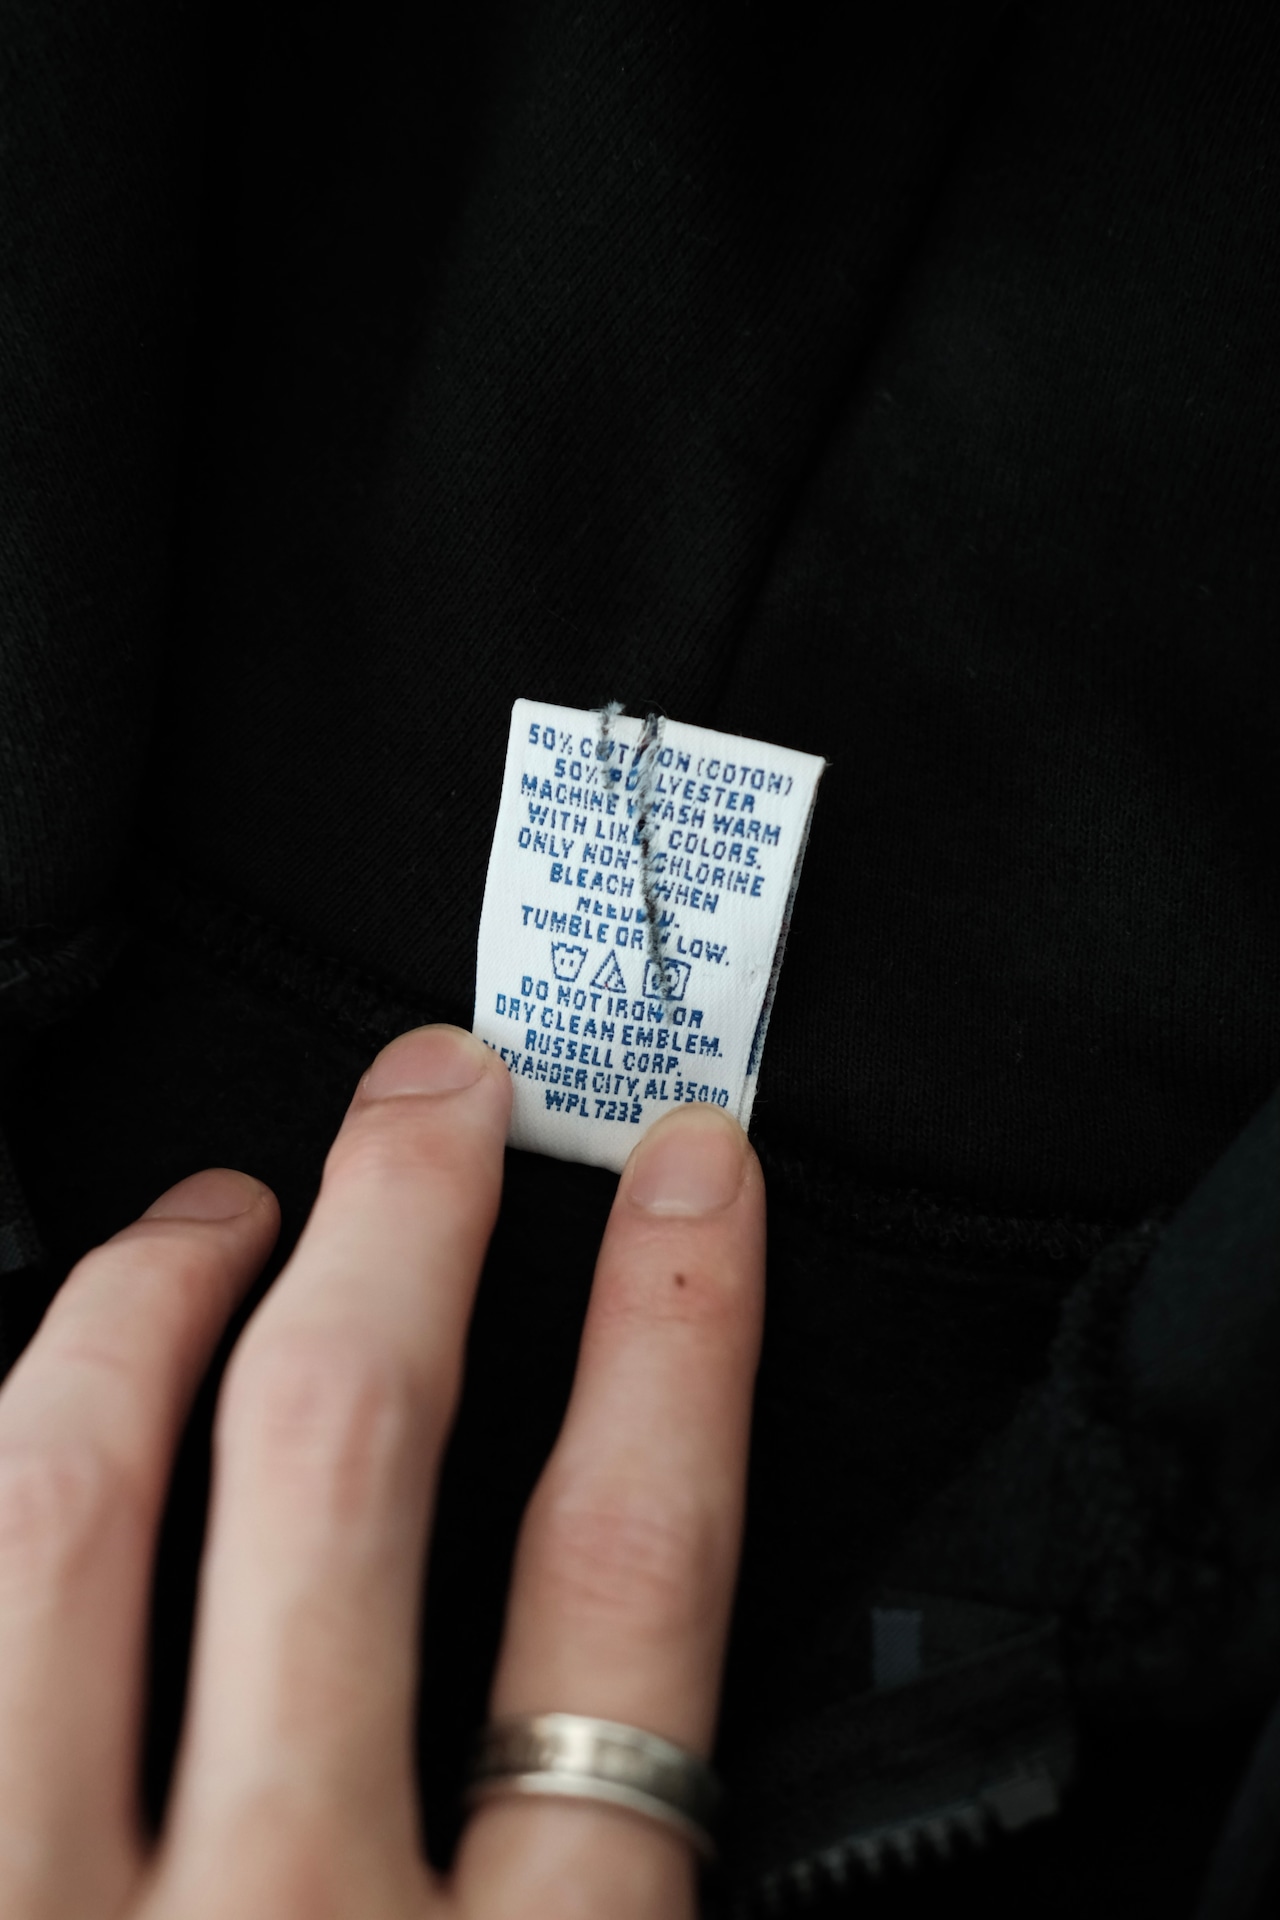 50% COTTON (COTON)
50% POLYESTER
MACHINE WASH WARM
WITH LIKE COLORS.
ONLY NON-CHLORINE
BLEACH WHEN
NEEDED.
TUMBLE DRY LOW.
DO NOT IRON OR
DRY CLEAN EMBLEM.
RUSSELL CORP.
ALEXANDER CITY, AL 35010
WPL 7232